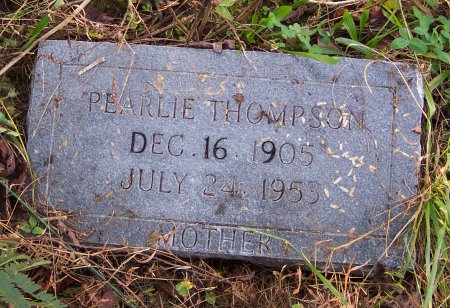 PEARLIE THOMPSON
DEC. 16. 1905
JULY 24. 1953
MOTHER